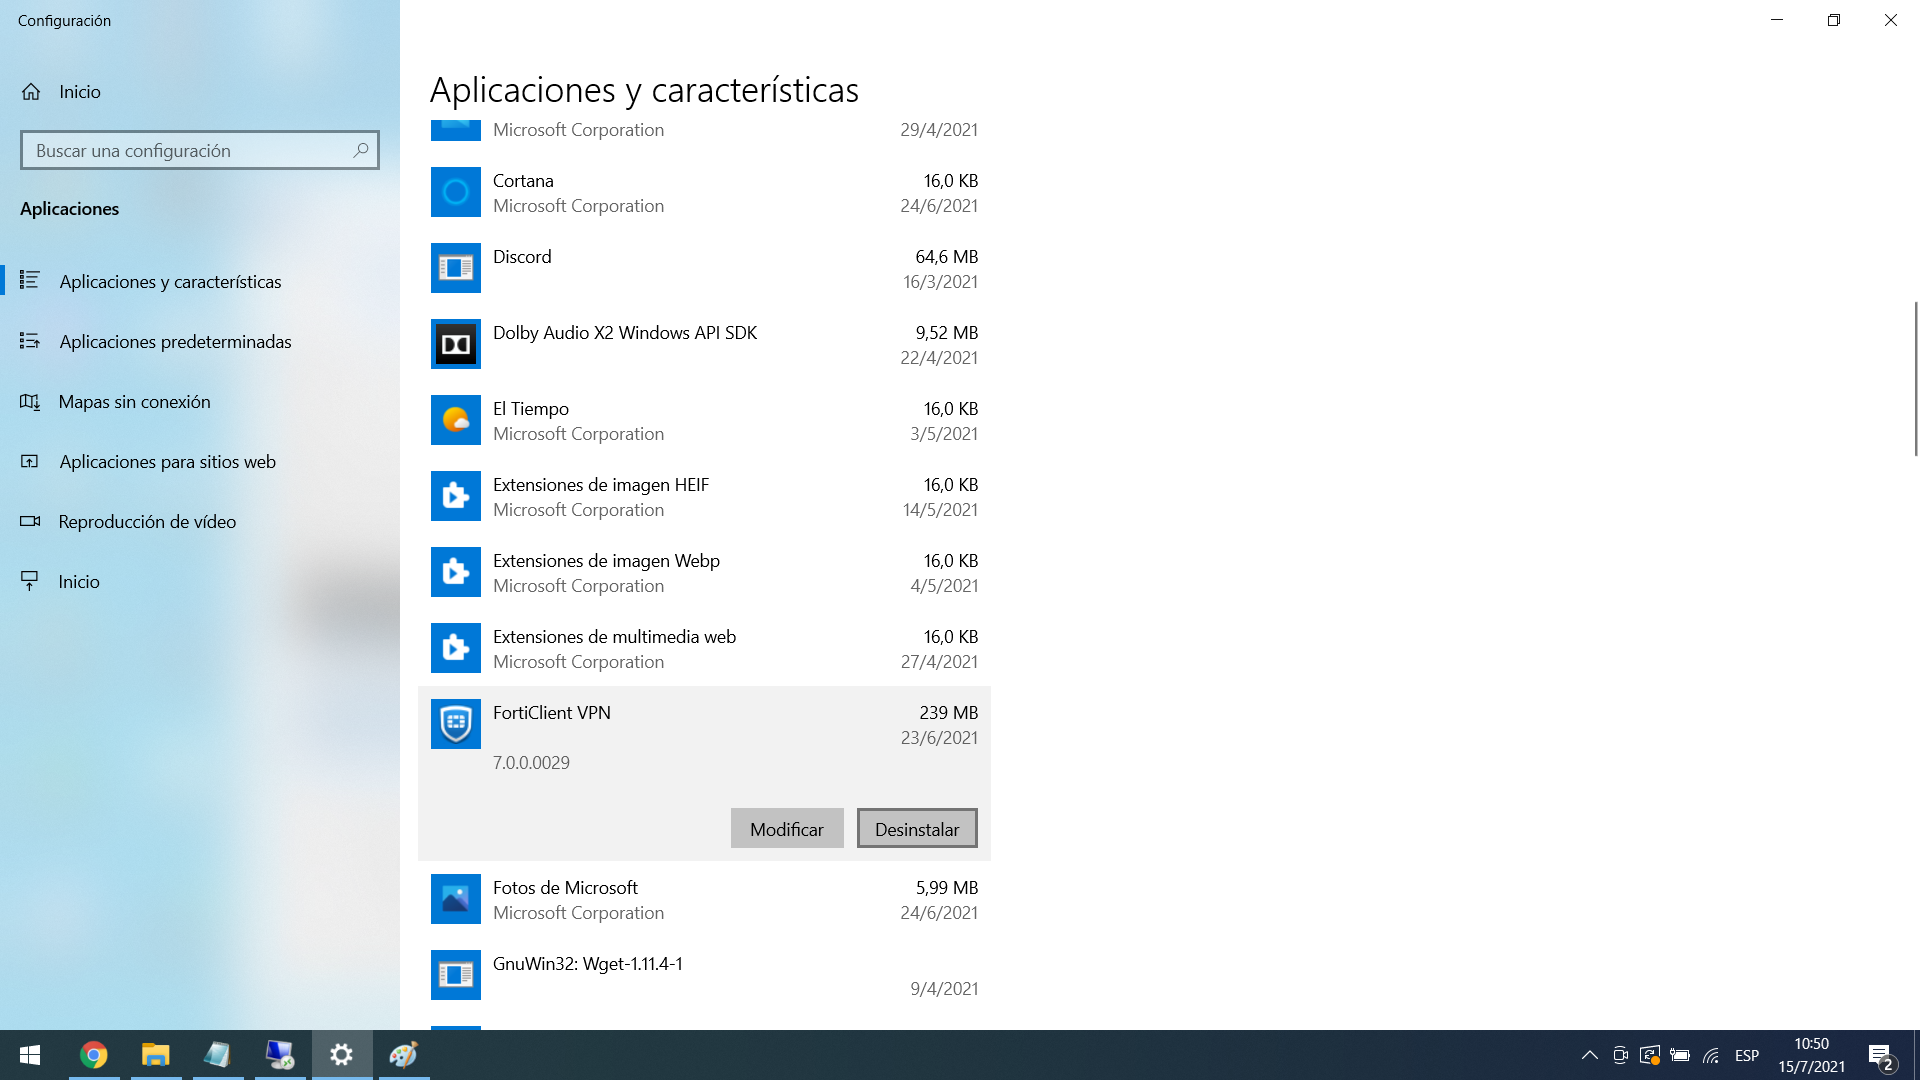 Configuración
Inicio
Buscar una configuración
Aplicaciones
Aplicaciones y características
Aplicaciones predeterminadas
Mapas sin conexión
Aplicaciones para sitios web
Reproducción de vídeo
Inicio
Aplicaciones y características
Microsoft Corporation 29/4/2021
Cortana 16,0 KB
Microsoft Corporation 24/6/2021
Discord 64,6 MB
16/3/2021
Dolby Audio X2 Windows API SDK 9,52 MB
22/4/2021
El Tiempo 16,0 KB
Microsoft Corporation 3/5/2021
Extensiones de imagen HEIF 16,0 KB
Microsoft Corporation 14/5/2021
Extensiones de imagen Webp 16,0 KB
Microsoft Corporation 4/5/2021
Extensiones de multimedia web 16,0 KB
Microsoft Corporation 27/4/2021
FortiClient VPN 239 MB
23/6/2021
7.0.0.0029
Modificar Desinstalar
Fotos de Microsoft 5,99 MB
Microsoft Corporation 24/6/2021
GnuWin32: Wget-1.11.4-1
9/4/2021
ESP
10:50
15/7/2021
2